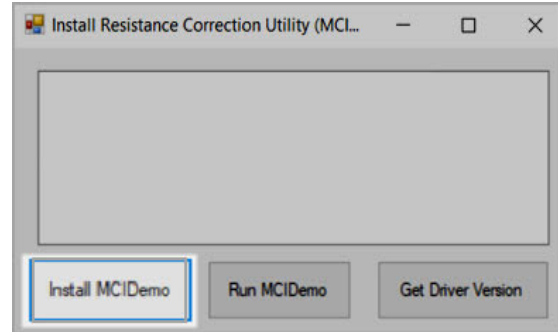 Install Resistance Correction Utility (MCI...
Install MCIDemo
Run MCIDemo
Get Driver Version